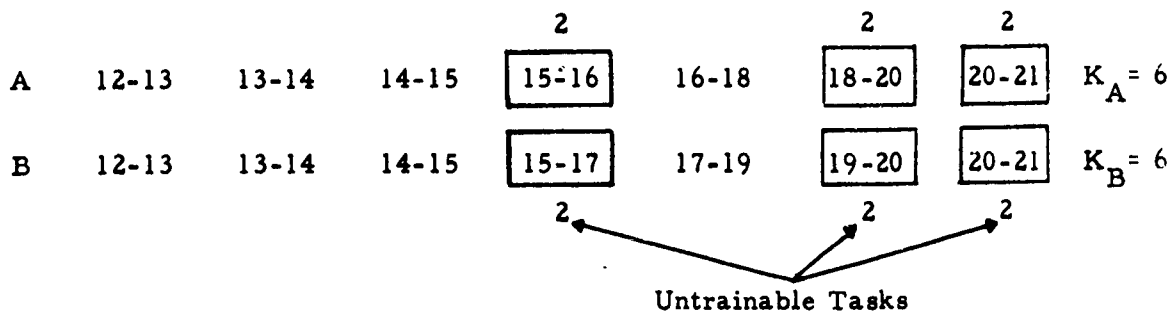 2 2 2
A 12-13 13-14 14-15 15-16 16-18 18-20 20-21 K_A = 6
B 12-13 13-14 14-15 15-17 17-19 19-20 20-21 K_B = 6
2 2 2
Untrainable Tasks